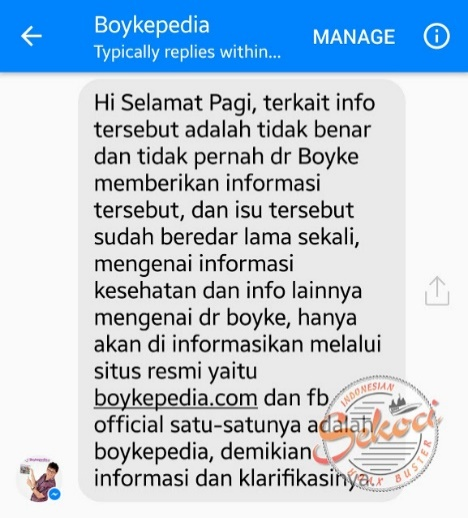 Boykepedia
Typically replies within...
MANAGE
Hi Selamat Pagi, terkait info
tersebut adalah tidak benar
dan tidak pernah dr Boyke
memberikan informasi
tersebut, dan isu tersebut
sudah beredar lama sekali,
mengenai informasi
kesehatan dan info lainnya
mengenai dr boyke, hanya
akan di informasikan melalui
situs resmi yaitu
boykepedia.com dan fb
official satu-satunya adalah
boykepedia, demikian
informasi dan klarifikasinya.
INDONESIAN
Sekoci
HOAX BUSTER